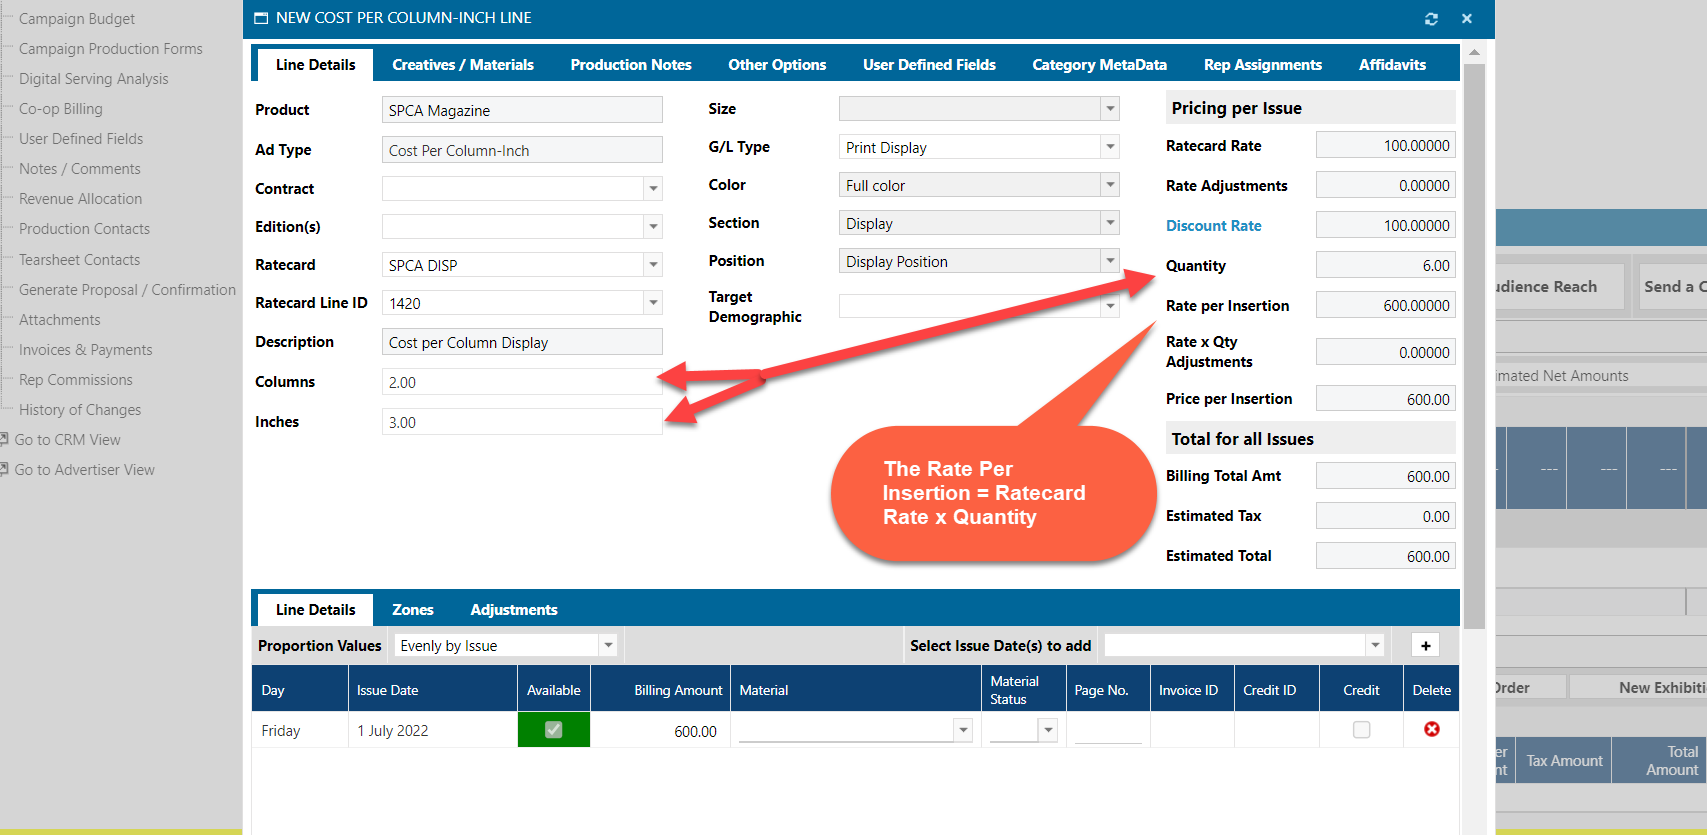 Campaign Budget
Campaign Production Forms
Digital Serving Analysis
Co-op Billing
User Defined Fields
Notes / Comments
Revenue Allocation
Production Contacts
Tearsheet Contacts
Generate Proposal / Confirmation
Attachments
Invoices & Payments
Rep Commissions
History of Changes
Go to CRM View
Go to Advertiser View
NEW COST PER COLUMN-INCH LINE
Line Details Creatives / Materials Production Notes Other Options User Defined Fields Category MetaData Rep Assignments Affidavits
Product SPCA Magazine
Ad Type Cost Per Column-Inch
Contract
Edition(s)
Ratecard SPCA DISP
Ratecard Line ID 1420
Description Cost per Column Display
Columns 2.00
Inches 3.00
Size
G/L Type Print Display
Color Full color
Section Display
Position Display Position
Target
Demographic
Pricing per Issue
Ratecard Rate 100.00000
Rate Adjustments 0.00000
Discount Rate 100.00000
Quantity 6.00
Rate per Insertion 600.00000
Rate x Qty
Adjustments 0.00000
Price per Insertion 600.00
Total for all Issues
Billing Total Amt 600.00
Estimated Tax 0.00
Estimated Total 600.00
The Rate Per
Insertion = Ratecard
Rate x Quantity
Line Details Zones Adjustments
Proportion Values Evenly by Issue Select Issue Date(s) to add +
Day Issue Date Available Billing Amount Material Material Status Page No. Invoice ID Credit ID Credit Delete
Friday 1 July 2022 600.00
udience Reach Send a C
imated Net Amounts
--- --- ---
Order New Exhibiti
er
nt Tax Amount Total
Amount